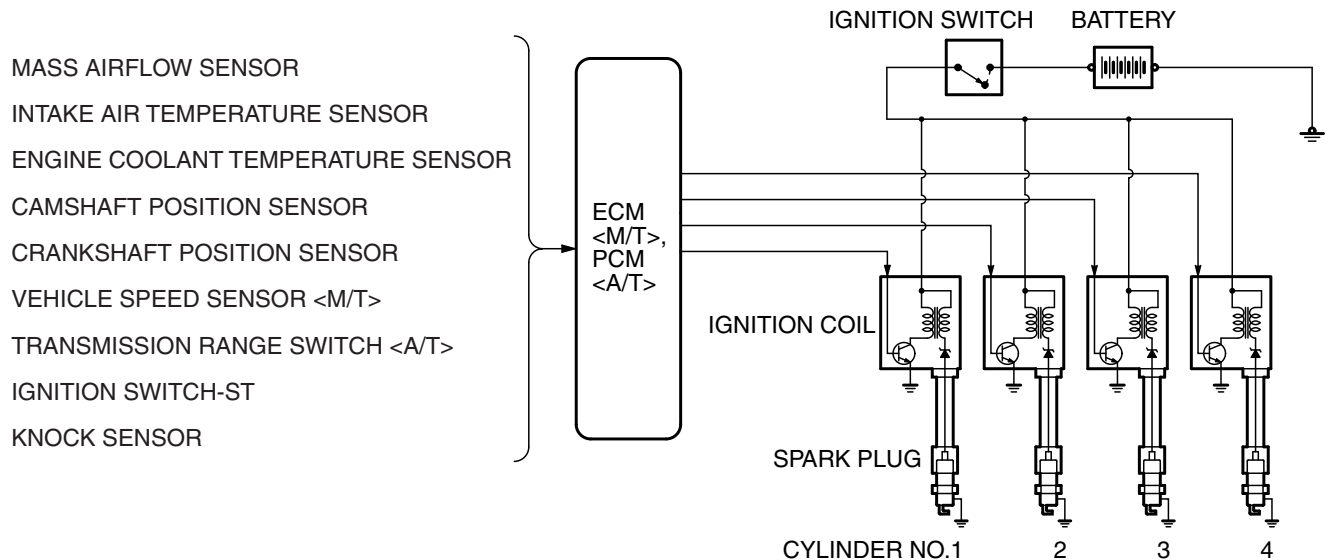 IGNITION SWITCH
BATTERY
MASS AIRFLOW SENSOR
INTAKE AIR TEMPERATURE SENSOR
ENGINE COOLANT TEMPERATURE SENSOR
CAMSHAFT POSITION SENSOR
CRANKSHAFT POSITION SENSOR
VEHICLE SPEED SENSOR <M/T>
TRANSMISSION RANGE SWITCH <A/T>
IGNITION SWITCH-ST
KNOCK SENSOR
ECM
<M/T>,
PCM
<A/T>
IGNITION COIL
SPARK PLUG
CYLINDER NO.1 2 3 4